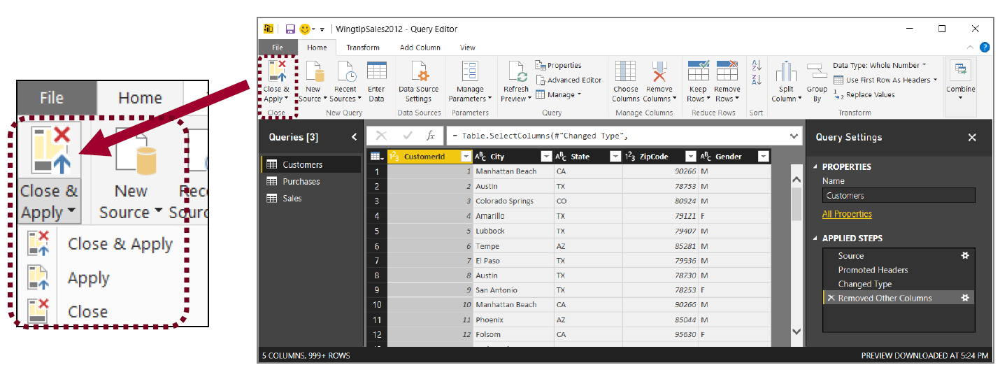 File Home
Close &
Apply
New
Source
Rece
Sourc
Close & Apply
Apply
Close
WingtipSales2012 - Query Editor
File Home Transform Add Column View
Close &
Apply
Close
New
Source
Recent
Sources
Enter
Data
New Query
Data Source
Settings
Data Sources
Manage
Parameters
Parameters
Refresh
Preview
Properties
Advanced Editor
Manage
Query
Choose
Columns
Remove
Columns
Manage Columns
Keep
Rows
Remove
Rows
Reduce Rows
Sort
Split
Column
Group
By
Data Type: Whole Number
Use First Row As Headers
Replace Values
Transform
Combine
Queries [3]
Customers
Purchases
Sales
fx = Table.SelectColumns(#"Changed Type",
CustomerId City State ZipCode Gender
1 1 Manhattan Beach CA 90266 M
2 2 Austin TX 78753 M
3 3 Colorado Springs CO 80924 M
4 4 Amarillo TX 79121 F
5 5 Lubbock TX 79407 M
6 6 Tempe AZ 85281 M
7 7 El Paso TX 79936 M
8 8 Austin TX 78730 M
9 9 San Antonio TX 78253 F
10 10 Manhattan Beach CA 90266 M
11 11 Phoenix AZ 85044 M
12 12 Folsom CA 95630 F
Query Settings
PROPERTIES
Name
Customers
All Properties
APPLIED STEPS
Source
Promoted Headers
Changed Type
Removed Other Columns
5 COLUMNS, 999+ ROWS
PREVIEW DOWNLOADED AT 5:24 PM